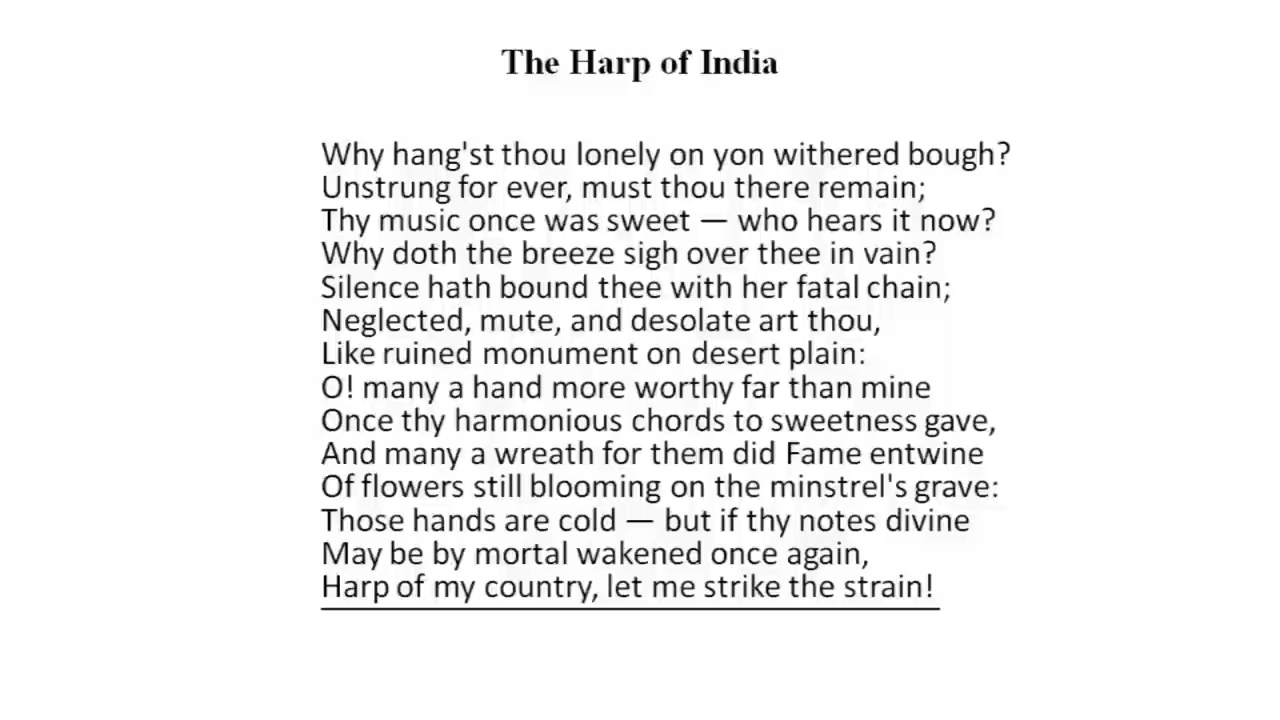 The Harp of India
Why hang'st thou lonely on yon withered bough?
Unstrung for ever, must thou there remain;
Thy music once was sweet — who hears it now?
Why doth the breeze sigh over thee in vain?
Silence hath bound thee with her fatal chain;
Neglected, mute, and desolate art thou,
Like ruined monument on desert plain:
O! many a hand more worthy far than mine
Once thy harmonious chords to sweetness gave,
And many a wreath for them did Fame entwine
Of flowers still blooming on the minstrel's grave:
Those hands are cold — but if thy notes divine
May be by mortal wakened once again,
Harp of my country, let me strike the strain!